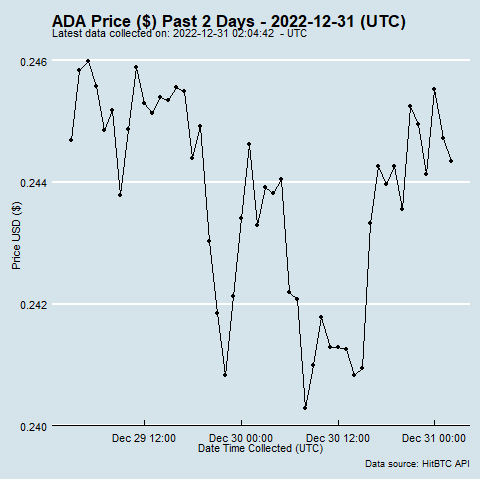 ADA Price ($) Past 2 Days - 2022-12-31 (UTC)
Latest data collected on: 2022-12-31 02:04:42 - UTC
0.246
0.244
0.242
0.240
Price USD ($)
Dec 29 12:00 Dec 30 00:00 Dec 30 12:00 Dec 31 00:00
Date Time Collected (UTC)
Data source: HitBTC API